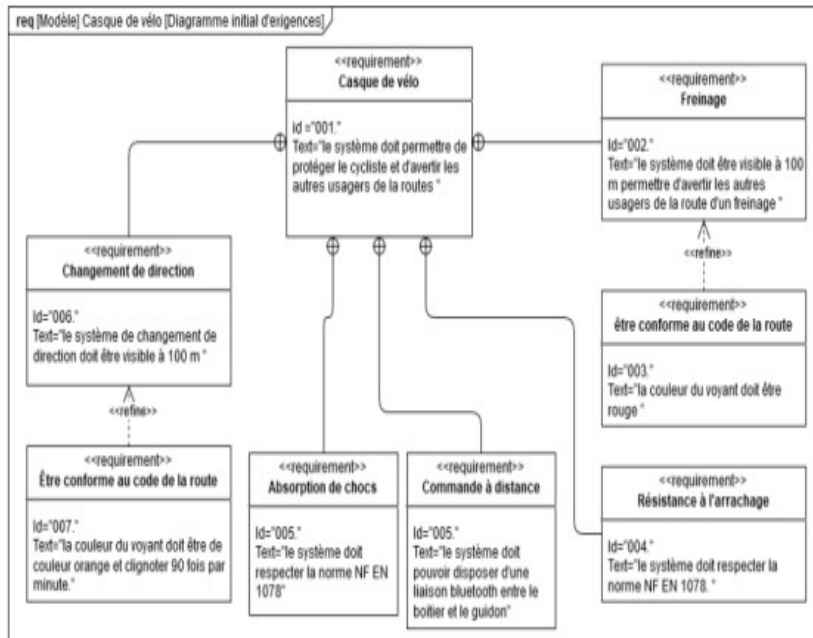 req [Modèle] Casque de vélo [Diagramme initial d'exigences]
<<requirement>>
Casque de vélo
Id ="001."
Text="le système doit permettre de
protéger le cycliste et d'avertir les
autres usagers de la routes "
<<requirement>>
Freinage
Id="002."
Text="le système doit être visible à 100
m permettre d'avertir les autres
usagers de la route d'un freinage "
<<refine>>
<<requirement>>
être conforme au code de la route
Id="003."
Text="la couleur du voyant doit être
rouge "
<<requirement>>
Changement de direction
Id="006."
Text="le système de changement de
direction doit être visible à 100 m "
<<refine>>
<<requirement>>
Être conforme au code de la route
Id="007."
Text="la couleur du voyant doit être de
couleur orange et clignoter 90 fois par
minute."
<<requirement>>
Absorption de chocs
Id="005."
Text="le système doit
respecter la norme NF EN
1078"
<<requirement>>
Commande à distance
Id="005."
Text="le système doit
pouvoir disposer d'une
liaison bluetooth entre le
boitier et le guidon"
<<requirement>>
Résistance à l'arrachage
Id="004."
Text="le système doit respecter la
norme NF EN 1078. "